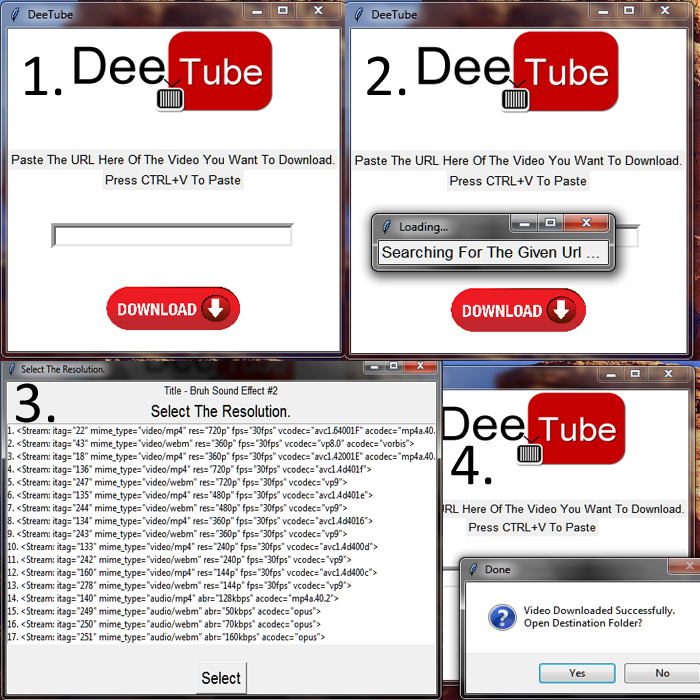 DeeTube
1.
Dee Tube
Paste The URL Here Of The Video You Want To Download.
Press CTRL+V To Paste
DOWNLOAD
DeeTube
2.
Dee Tube
Paste The URL Here Of The Video You Want To Download.
Press CTRL+V To Paste
Loading...
Searching For The Given Url ...
DOWNLOAD
Select The Resolution.
3.
Title - Bruh Sound Effect #2
Select The Resolution.
1. <Stream: itag="22" mime_type="video/mp4" res="720p" fps="30fps" vcodec="avc1.64001F" acodec="mp4a.40.
2. <Stream: itag="43" mime_type="video/webm" res="360p" fps="30fps" vcodec="vp8.0" acodec="vorbis">
3. <Stream: itag="18" mime_type="video/mp4" res="360p" fps="30fps" vcodec="avc1.42001E" acodec="mp4a.40.
4. <Stream: itag="136" mime_type="video/mp4" res="720p" fps="30fps" vcodec="avc1.4d401f">
5. <Stream: itag="247" mime_type="video/webm" res="720p" fps="30fps" vcodec="vp9">
6. <Stream: itag="135" mime_type="video/mp4" res="480p" fps="30fps" vcodec="avc1.4d401e">
7. <Stream: itag="244" mime_type="video/webm" res="480p" fps="30fps" vcodec="vp9">
8. <Stream: itag="134" mime_type="video/mp4" res="360p" fps="30fps" vcodec="avc1.4d4016">
9. <Stream: itag="243" mime_type="video/webm" res="360p" fps="30fps" vcodec="vp9">
10. <Stream: itag="133" mime_type="video/mp4" res="240p" fps="30fps" vcodec="avc1.4d400d">
11. <Stream: itag="242" mime_type="video/webm" res="240p" fps="30fps" vcodec="vp9">
12. <Stream: itag="160" mime_type="video/mp4" res="144p" fps="30fps" vcodec="avc1.4d400c">
13. <Stream: itag="278" mime_type="video/webm" res="144p" fps="30fps" vcodec="vp9">
14. <Stream: itag="140" mime_type="audio/mp4" abr="128kbps" acodec="mp4a.40.2">
15. <Stream: itag="249" mime_type="audio/webm" abr="50kbps" acodec="opus">
16. <Stream: itag="250" mime_type="audio/webm" abr="70kbps" acodec="opus">
17. <Stream: itag="251" mime_type="audio/webm" abr="160kbps" acodec="opus">
Select
Dee Tube
4.
URL Here Of The Video You Want To Download.
Press CTRL+V To Paste
Done
Video Downloaded Successfully.
Open Destination Folder?
Yes
No